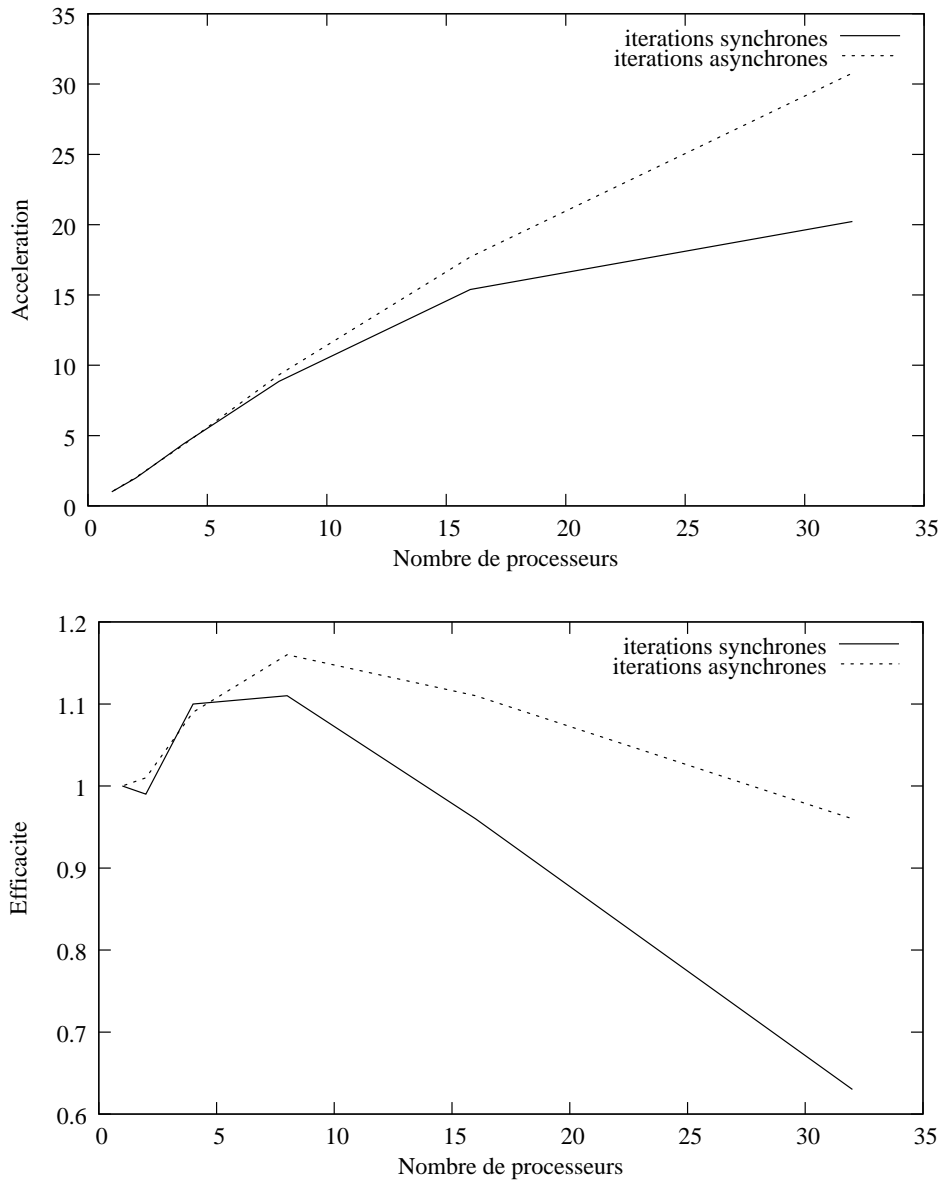 35
30
25
20
15
10
5
0
Acceleration
iterations synchrones
iterations asynchrones
0 5 10 15 20 25 30 35
Nombre de processeurs
1.2
1.1
1
0.9
0.8
0.7
0.6
Efficacite
iterations synchrones
iterations asynchrones
0 5 10 15 20 25 30 35
Nombre de processeurs